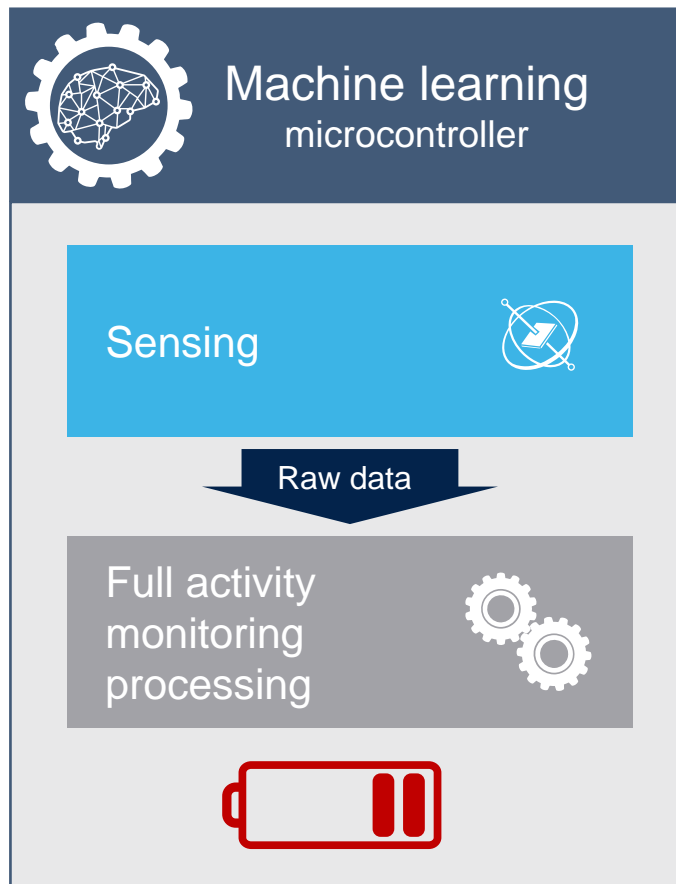 Machine learning
microcontroller
Sensing
Raw data
Full activity
monitoring
processing